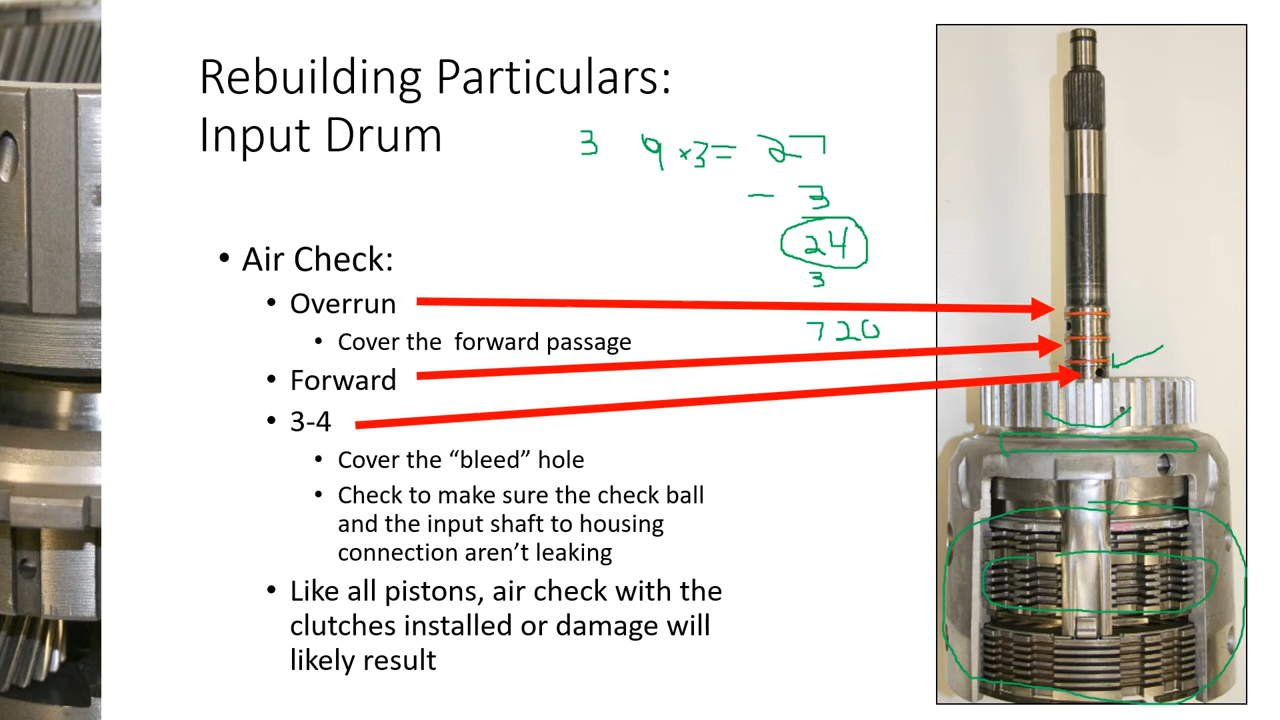 Rebuilding Particulars:
Input Drum
3 9 x3= 27
- 3
24
3
720
• Air Check:
• Overrun
• Cover the forward passage
• Forward
• 3-4
• Cover the “bleed” hole
• Check to make sure the check ball
and the input shaft to housing
connection aren’t leaking
• Like all pistons, air check with the
clutches installed or damage will
likely result